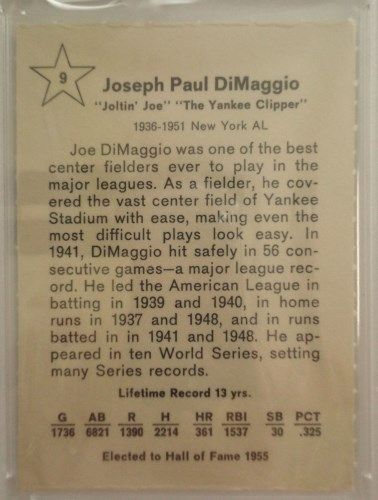 9
Joseph Paul DiMaggio
"Joltin' Joe" "The Yankee Clipper"
1936-1951 New York AL
Joe DiMaggio was one of the best
center fielders ever to play in the
major leagues. As a fielder, he cov-
ered the vast center field of Yankee
Stadium with ease, making even the
most difficult plays look easy. In
1941, DiMaggio hit safely in 56 con-
secutive games—a major league rec-
ord. He led the American League in
batting in 1939 and 1940, in home
runs in 1937 and 1948, and in runs
batted in in 1941 and 1948. He ap-
peared in ten World Series, setting
many Series records.
Lifetime Record 13 yrs.
G AB R H HR RBI SB PCT
1736 6821 1390 2214 361 1537 30 .325
Elected to Hall of Fame 1955